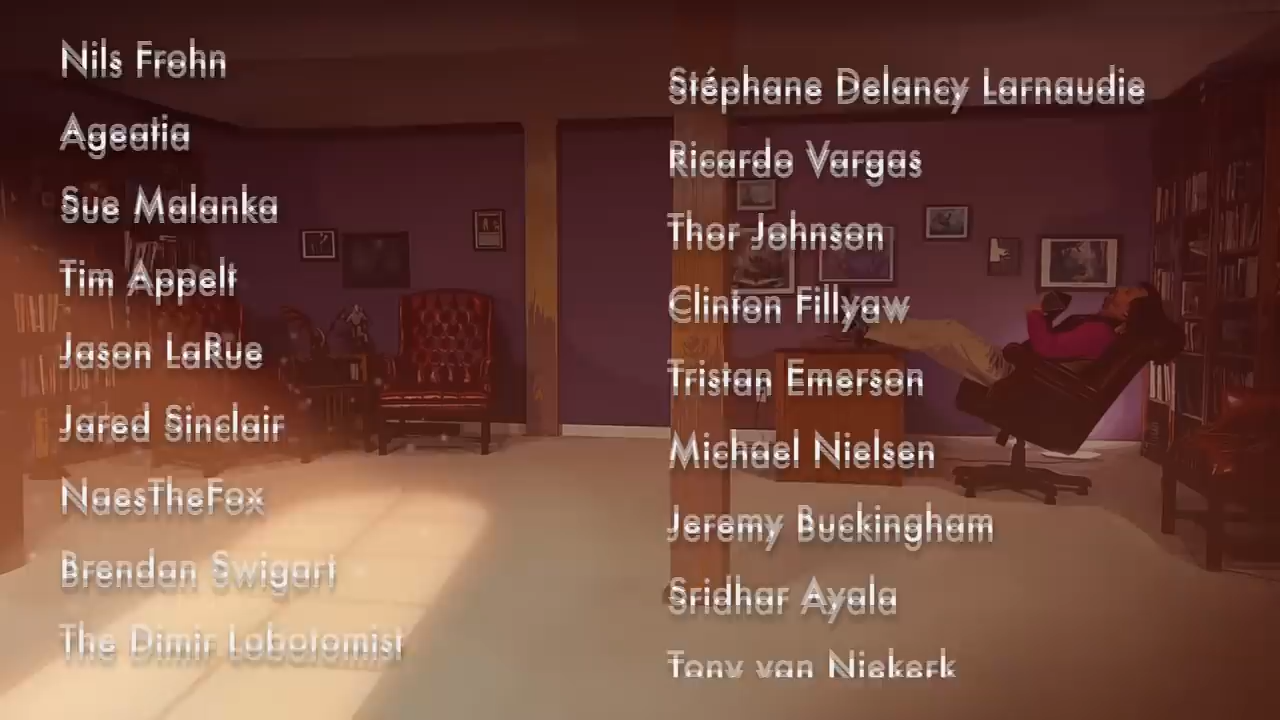 Nils Frohn
Ageatia
Sue Malanka
Tim Appelt
Jason LaRue
Jared Sinclair
NaesTheFox
Brendan Swigart
The Dimir Lobotomist
Stéphane Delancy Larnaudie
Ricardo Vargas
Thor Johnson
Clinton Fillyaw
Tristan Emerson
Michael Nielsen
Jeremy Buckingham
Sridhar Ayala
Tony van Niekerk